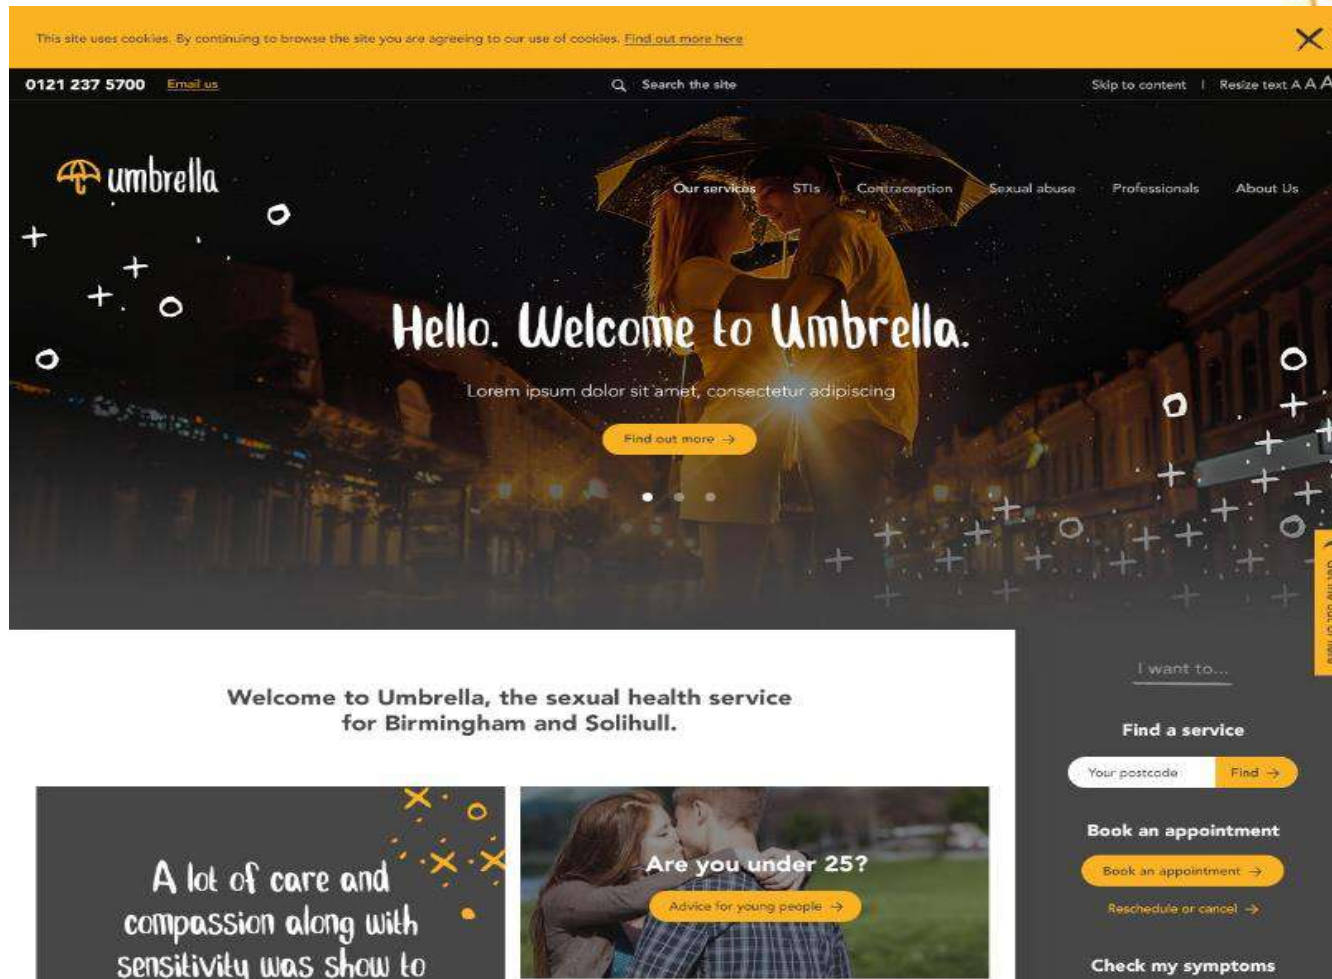 This site uses cookies. By continuing to browse the site you are agreeing to our use of cookies. Find out more here
0121 237 5700 Email us
Search the site
Skip to content | Resize text A A A
umbrella
Our services STIs Contraception Sexual abuse Professionals About Us
Hello. Welcome to Umbrella.
Lorem ipsum dolor sit amet, consectetur adipiscing
Find out more →
Welcome to Umbrella, the sexual health service
for Birmingham and Solihull.
A lot of care and
compassion along with
sensitivity was show to
Are you under 25?
Advice for young people →
I want to...
Find a service
Your postcode Find →
Book an appointment
Book an appointment →
Reschedule or cancel →
Check my symptoms